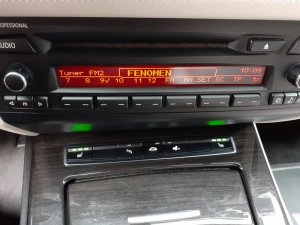 PROFESSIONAL
AUDIO
Tuner FM2 FENOMEN 10:09
7 8 9✓ 10 11 12 FM AM SET SC TP